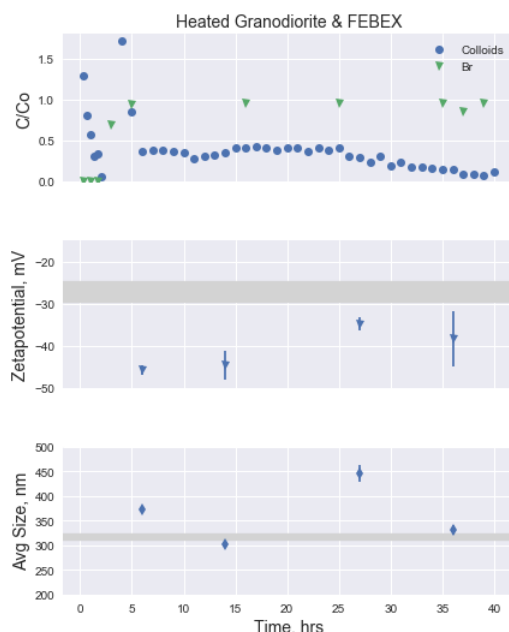 Heated Granodiorite & FEBEX
C/Co
1.5
1.0
0.5
0.0
Colloids
Br
Zetapotential, mV
−20
−30
−40
−50
Avg Size, nm
500
450
400
350
300
250
200
0 5 10 15 20 25 30 35 40
Time, hrs